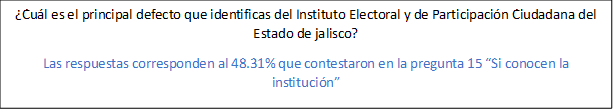 ¿Cuál es el principal defecto que identificas del Instituto Electoral y de Participación Ciudadana del
Estado de jalisco?
Las respuestas corresponden al 48.31% que contestaron en la pregunta 15 “Si conocen la
institución”